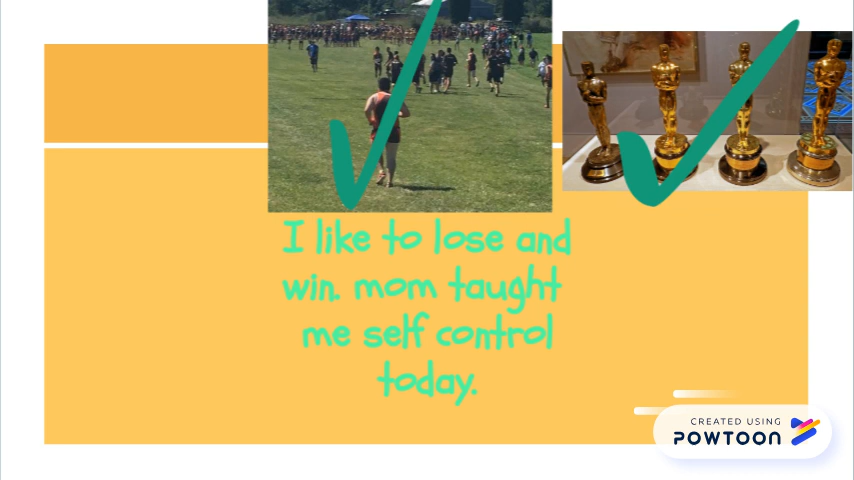 I like to lose and
win. mom taught
me self control
today.
CREATED USING
POWTOON